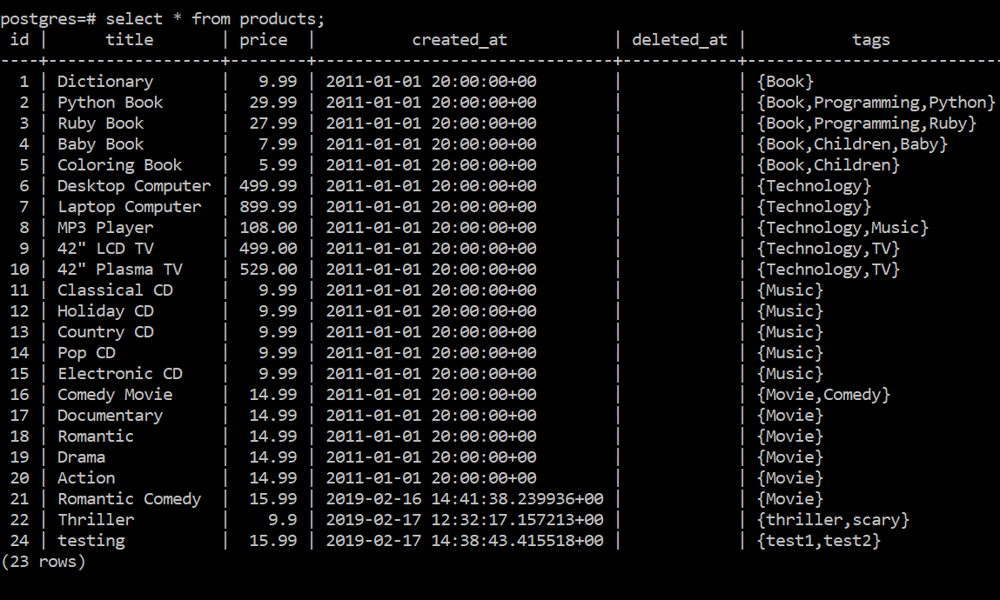 postgres=# select * from products;
 id |      title       | price  |          created_at           | deleted_at |           tags
----+------------------+--------+-------------------------------+------------+--------------------------
  1 | Dictionary       |   9.99 | 2011-01-01 20:00:00+00        |            | {Book}
  2 | Python Book      |  29.99 | 2011-01-01 20:00:00+00        |            | {Book,Programming,Python}
  3 | Ruby Book        |  27.99 | 2011-01-01 20:00:00+00        |            | {Book,Programming,Ruby}
  4 | Baby Book        |   7.99 | 2011-01-01 20:00:00+00        |            | {Book,Children,Baby}
  5 | Coloring Book    |   5.99 | 2011-01-01 20:00:00+00        |            | {Book,Children}
  6 | Desktop Computer | 499.99 | 2011-01-01 20:00:00+00        |            | {Technology}
  7 | Laptop Computer  | 899.99 | 2011-01-01 20:00:00+00        |            | {Technology}
  8 | MP3 Player       | 108.00 | 2011-01-01 20:00:00+00        |            | {Technology,Music}
  9 | 42" LCD TV       | 499.00 | 2011-01-01 20:00:00+00        |            | {Technology,TV}
 10 | 42" Plasma TV    | 529.00 | 2011-01-01 20:00:00+00        |            | {Technology,TV}
 11 | Classical CD     |   9.99 | 2011-01-01 20:00:00+00        |            | {Music}
 12 | Holiday CD       |   9.99 | 2011-01-01 20:00:00+00        |            | {Music}
 13 | Country CD       |   9.99 | 2011-01-01 20:00:00+00        |            | {Music}
 14 | Pop CD           |   9.99 | 2011-01-01 20:00:00+00        |            | {Music}
 15 | Electronic CD    |   9.99 | 2011-01-01 20:00:00+00        |            | {Music}
 16 | Comedy Movie     |  14.99 | 2011-01-01 20:00:00+00        |            | {Movie,Comedy}
 17 | Documentary      |  14.99 | 2011-01-01 20:00:00+00        |            | {Movie}
 18 | Romantic         |  14.99 | 2011-01-01 20:00:00+00        |            | {Movie}
 19 | Drama            |  14.99 | 2011-01-01 20:00:00+00        |            | {Movie}
 20 | Action           |  14.99 | 2011-01-01 20:00:00+00        |            | {Movie}
 21 | Romantic Comedy  |  15.99 | 2019-02-16 14:41:38.239936+00 |            | {Movie}
 22 | Thriller         |    9.9 | 2019-02-17 12:32:17.157213+00 |            | {thriller,scary}
 24 | testing          |  15.99 | 2019-02-17 14:38:43.415518+00 |            | {test1,test2}
(23 rows)